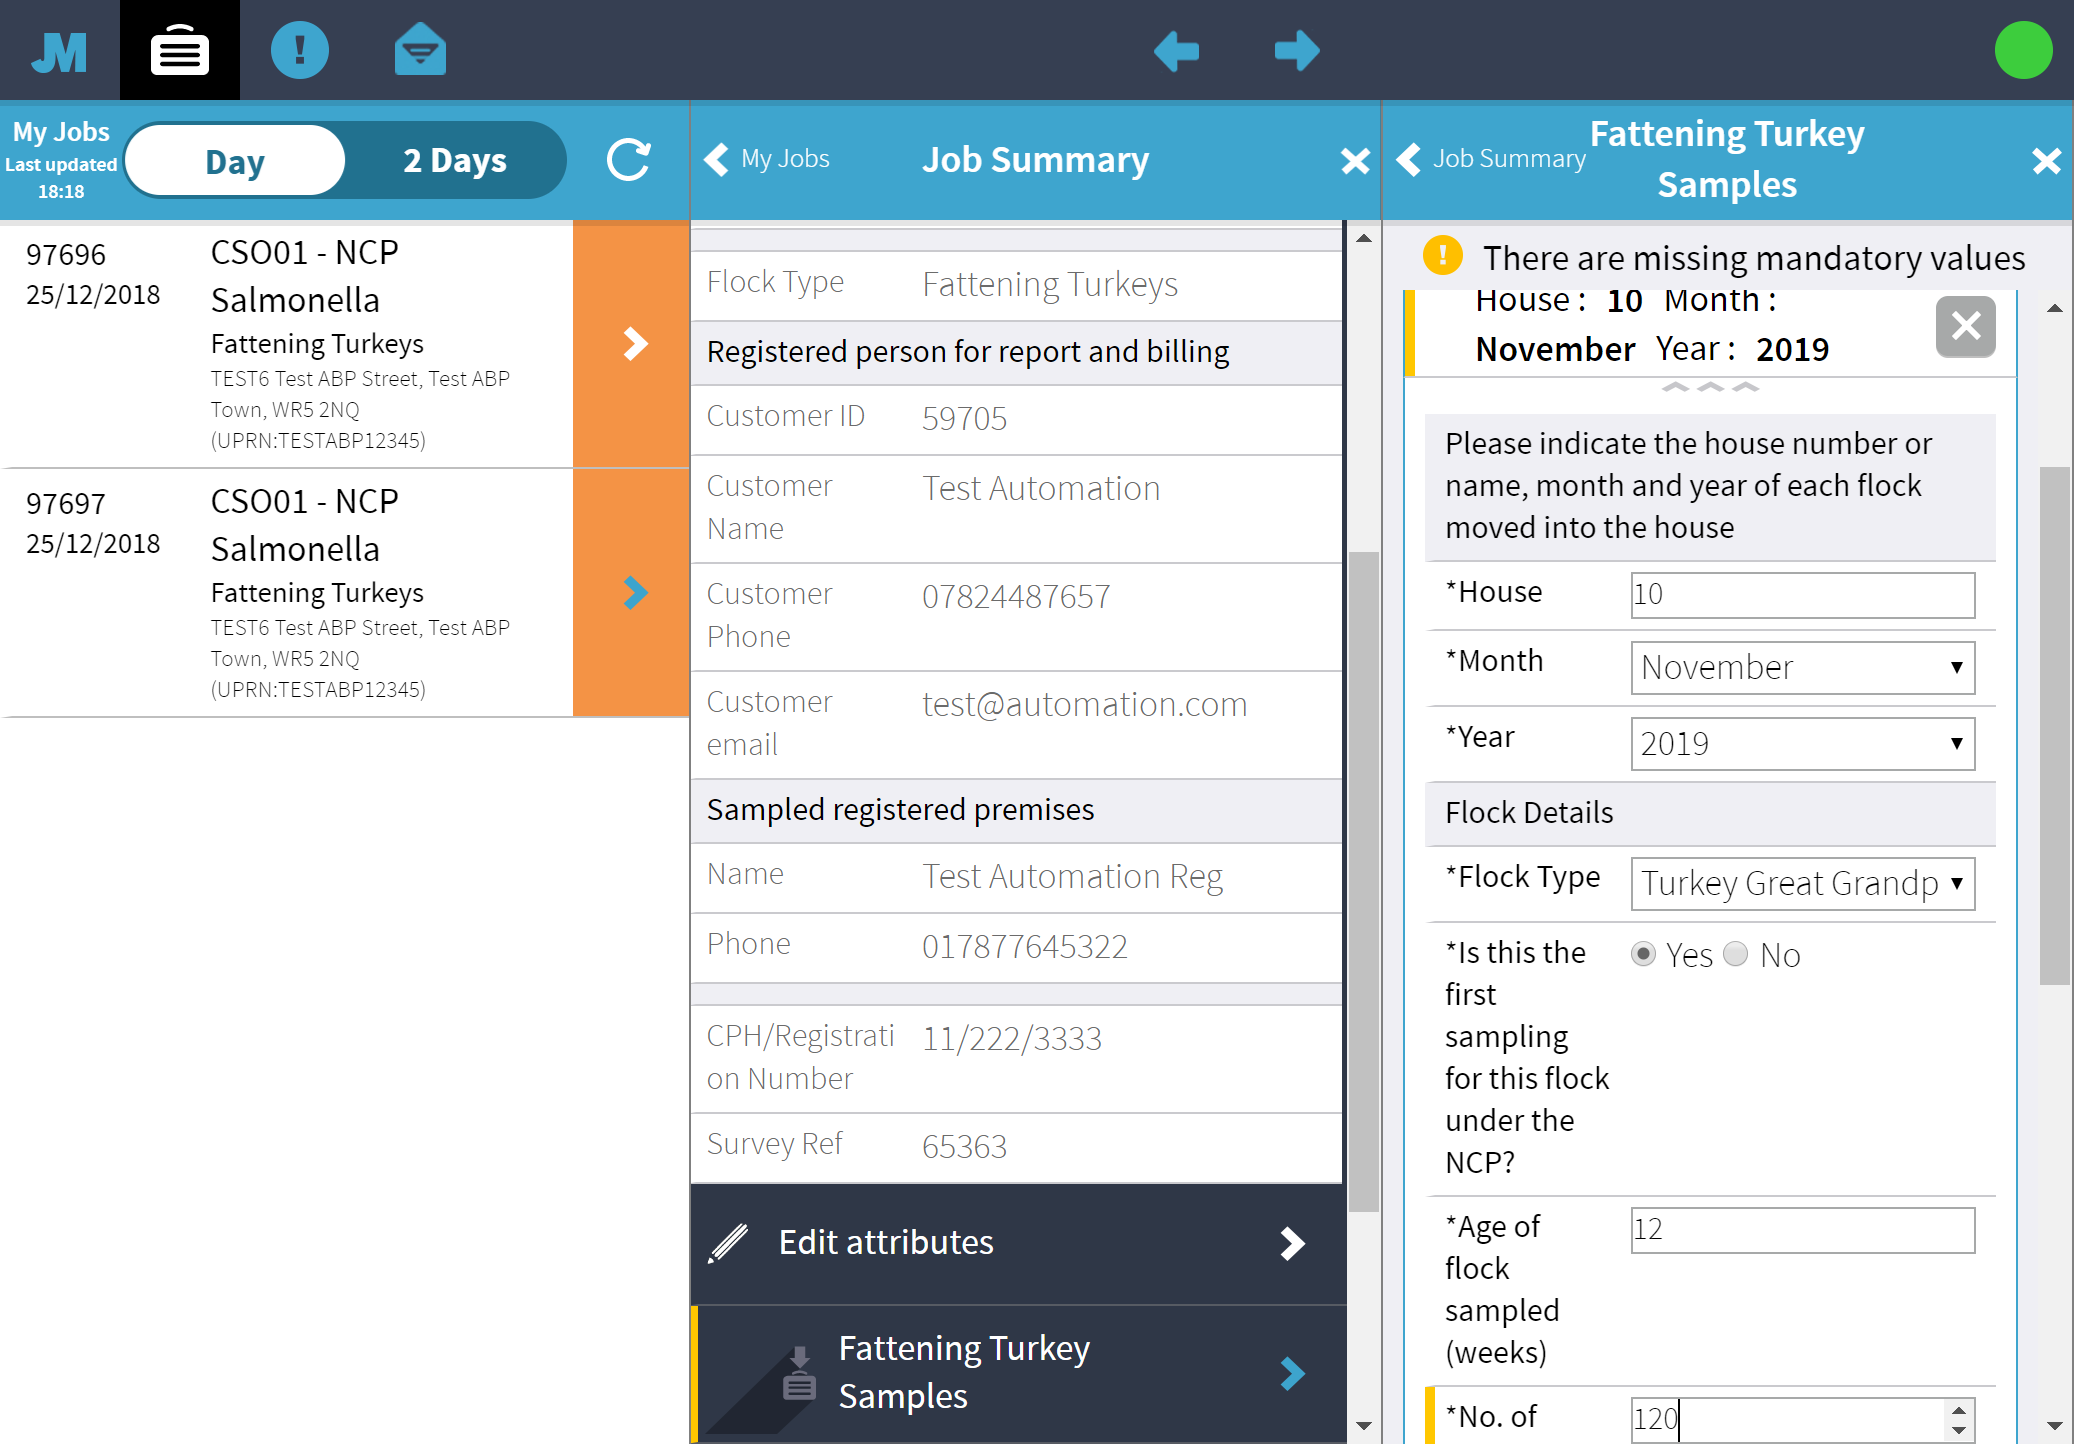 JM
My Jobs
Last updated
18:18
Day
2 Days
My Jobs
Job Summary
Job Summary
Fattening Turkey
Samples
97696
25/12/2018
CSO01 - NCP
Salmonella
Fattening Turkeys
TEST6 Test ABP Street, Test ABP
Town, WR5 2NQ
(UPRN:TESTABP12345)
97697
25/12/2018
CSO01 - NCP
Salmonella
Fattening Turkeys
TEST6 Test ABP Street, Test ABP
Town, WR5 2NQ
(UPRN:TESTABP12345)
Flock Type Fattening Turkeys
Registered person for report and billing
Customer ID 59705
Customer
Name
Test Automation
Customer
Phone
07824487657
Customer
email
test@automation.com
Sampled registered premises
Name Test Automation Reg
Phone 017877645322
CPH/Registrati
on Number
11/222/3333
Survey Ref 65363
Edit attributes
Fattening Turkey
Samples
There are missing mandatory values
House : 10 Month :
November Year : 2019
Please indicate the house number or
name, month and year of each flock
moved into the house
*House 10
*Month November
*Year 2019
Flock Details
*Flock Type Turkey Great Grandp
*Is this the
first
sampling
for this flock
under the
NCP?
Yes No
*Age of
flock
sampled
(weeks)
12
*No. of 120